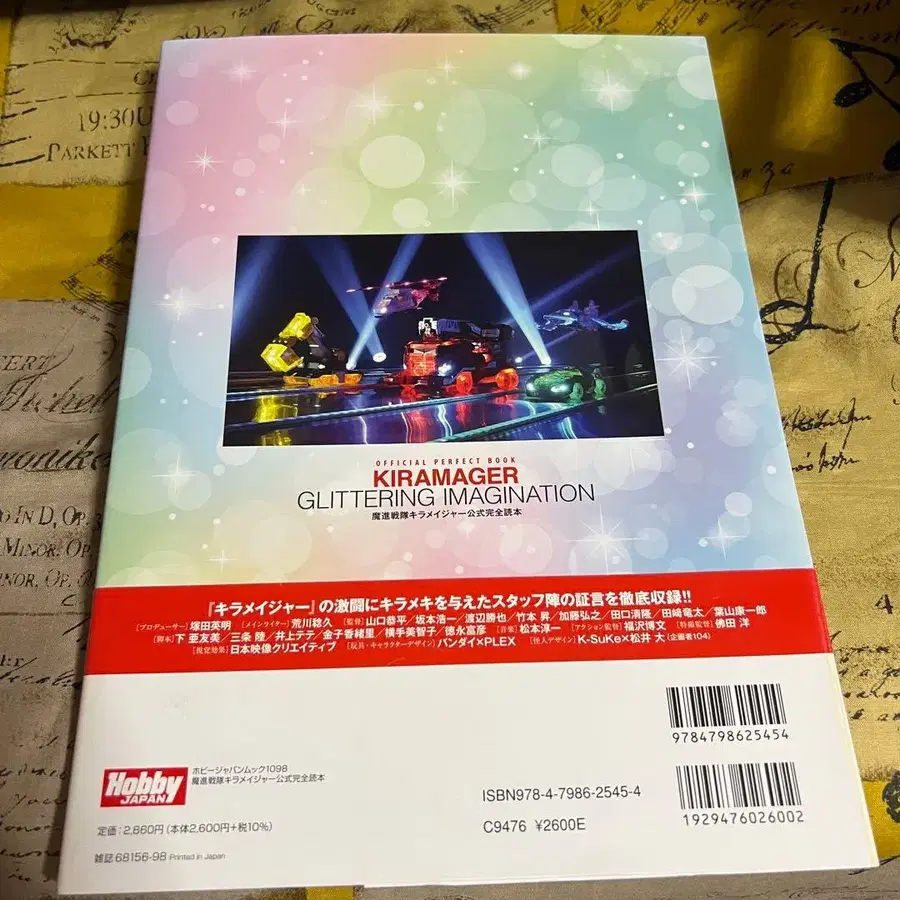 19:30U
PARKETT
OFFICIAL PERFECT BOOK
KIRAMAGER
GLITTERING IMAGINATION
魔進戦隊キラメイジャー公式完全読本
『キラメイジャー』の激闘にキラメキを与えたスタッフ陣の証言を徹底収録!!
[プロデューサー] 塚田英明 [メインライター] 荒川稔久 [監督] 山口恭平／坂本浩一／渡辺勝也／竹本 昇／加藤弘之／田口清隆／田﨑竜太／葉山康一郎
[脚本] 下 亜友美／三条 陸／井上テテ／金子香緒里／横手美智子／德永富彦 [音楽] 松本淳一 [アクション監督] 福沢博文 [特撮監督] 佛田 洋
[視覚効果] 日本映像クリエイティブ [玩具・キャラクターデザイン] バンダイ×PLEX [怪人デザイン] K-SuKe×松井 大 (企画者104)
9784798625454
Hobby
JAPAN
ホビージャパンムック1098
魔進戦隊キラメイジャー公式完全読本
ISBN978-4-7986-2545-4
C9476 ¥2600E
1929476026002
定価：2,860円（本体2,600円+税10%）
雑誌 68156-98 Printed in Japan
CERT
Michell
IN D, OP.
MINOR, OP.